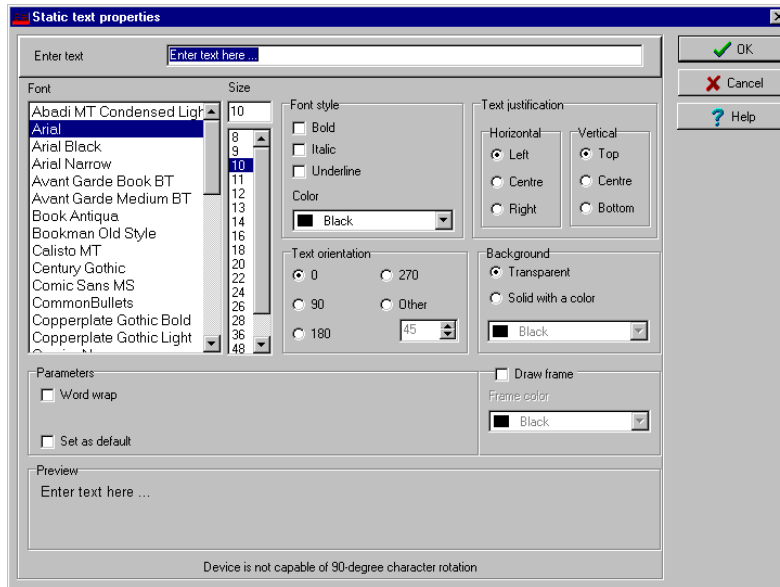 Static text properties
Enter text
Enter text here ...
OK
Cancel
Help
Font
Abadi MT Condensed Ligh
Arial
Arial Black
Arial Narrow
Avant Garde Book BT
Avant Garde Medium BT
Book Antiqua
Bookman Old Style
Calisto MT
Century Gothic
Comic Sans MS
CommonBullets
Copperplate Gothic Bold
Copperplate Gothic Light
Size
10
8
9
10
11
12
13
14
16
18
20
22
24
26
28
36
48
Font style
Bold
Italic
Underline
Color
Black
Text justification
Horizontal
Left
Centre
Right
Vertical
Top
Centre
Bottom
Text orientation
0
270
90
Other
180
45
Background
Transparent
Solid with a color
Black
Parameters
Word wrap
Set as default
Draw frame
Frame color
Black
Preview
Enter text here ...
Device is not capable of 90-degree character rotation